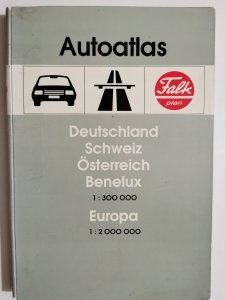 Autoatlas
Falk
plan
Deutschland
Schweiz
Österreich
Benelux
1:300 000
Europa
1:2 000 000